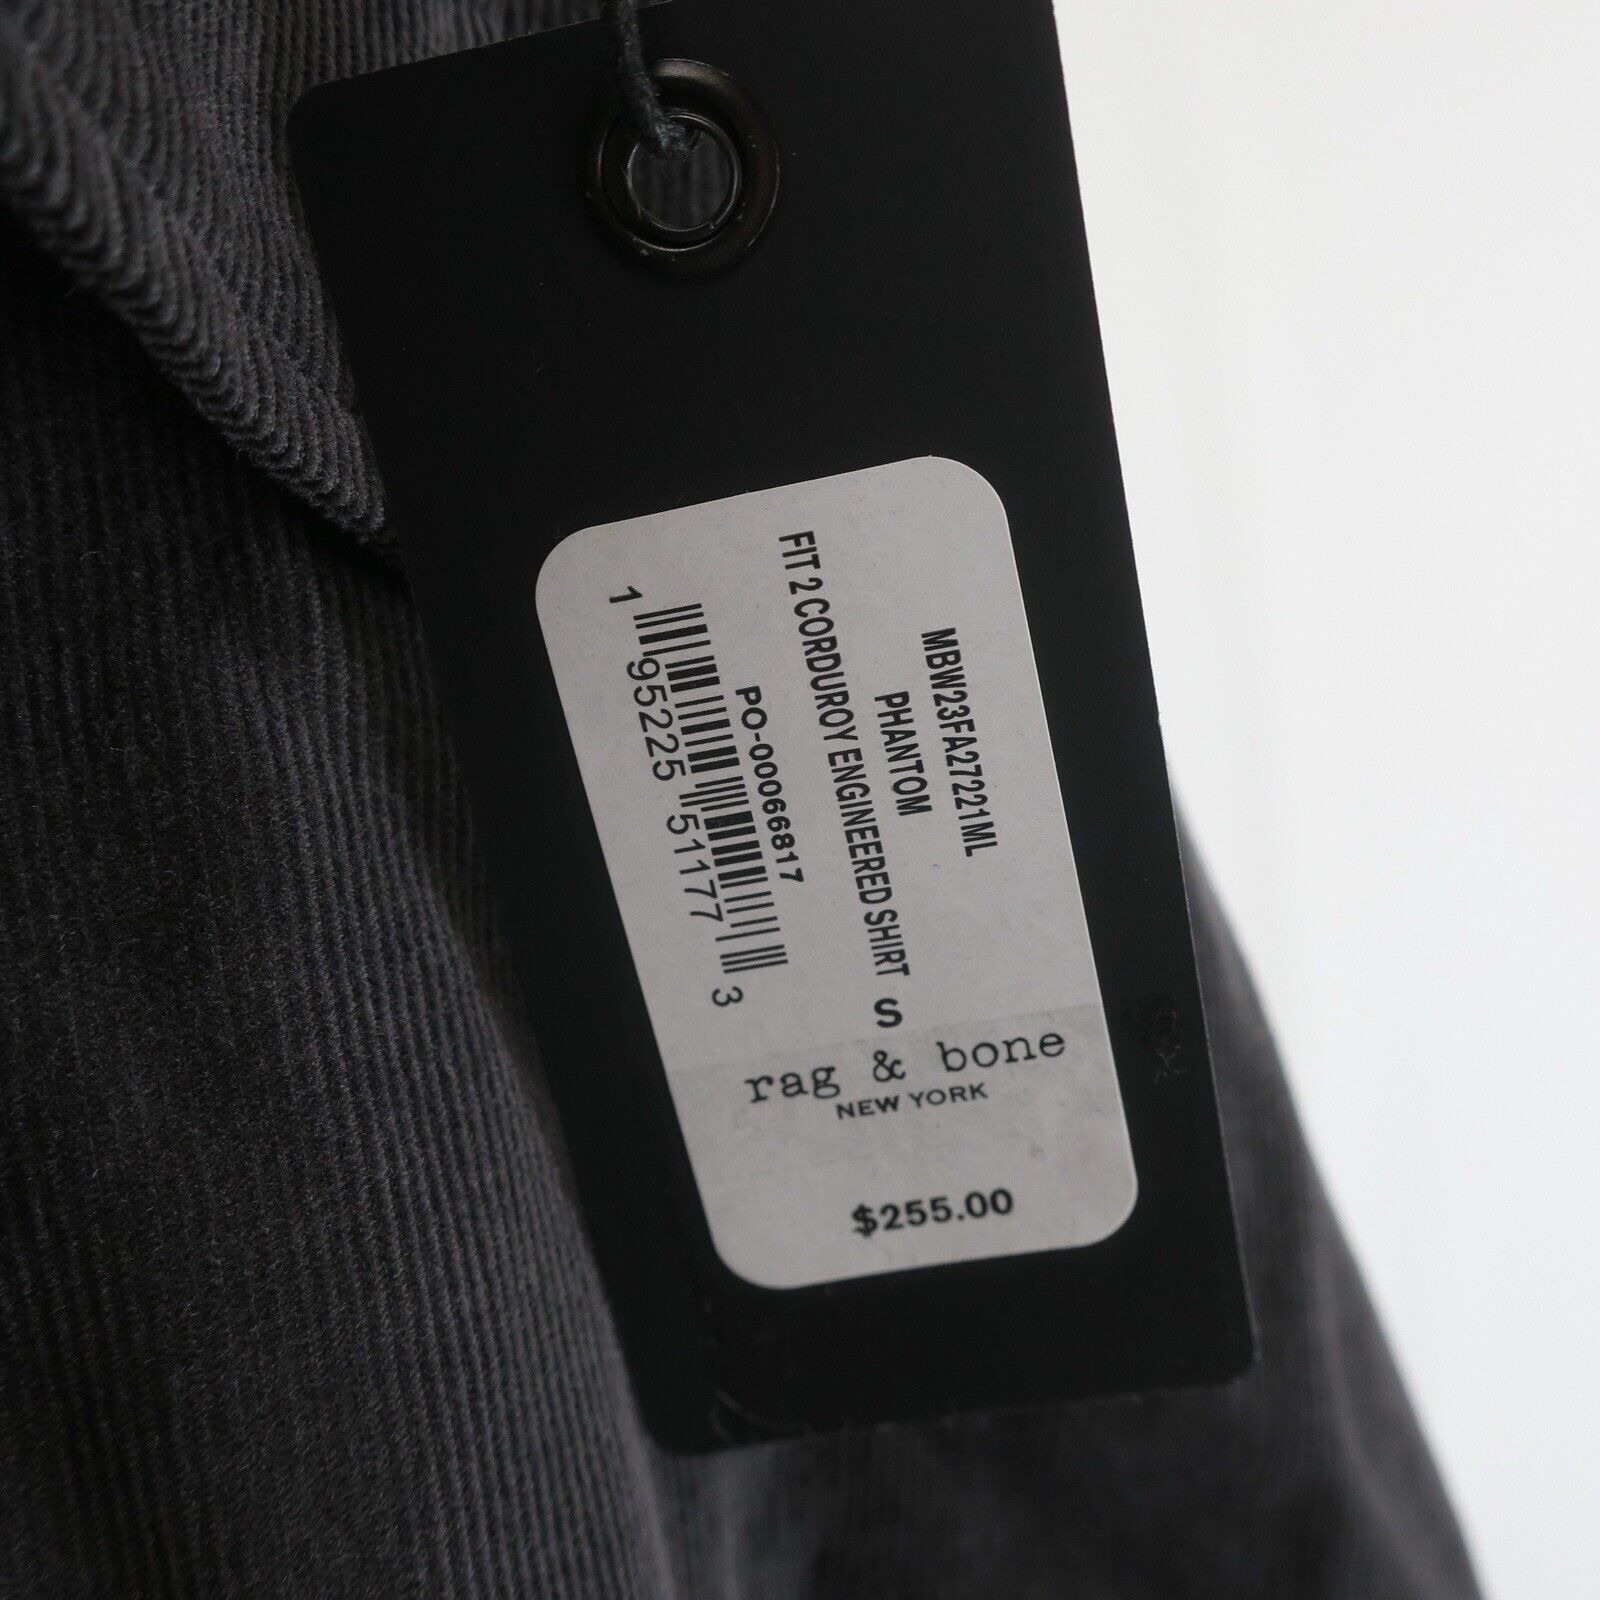 MBW23FA27221ML
PHANTOM
FIT 2 CORDUROY ENGINEERED SHIRT S
PO-00066817
1 95225 51177 3
rag & bone
NEW YORK
$255.00